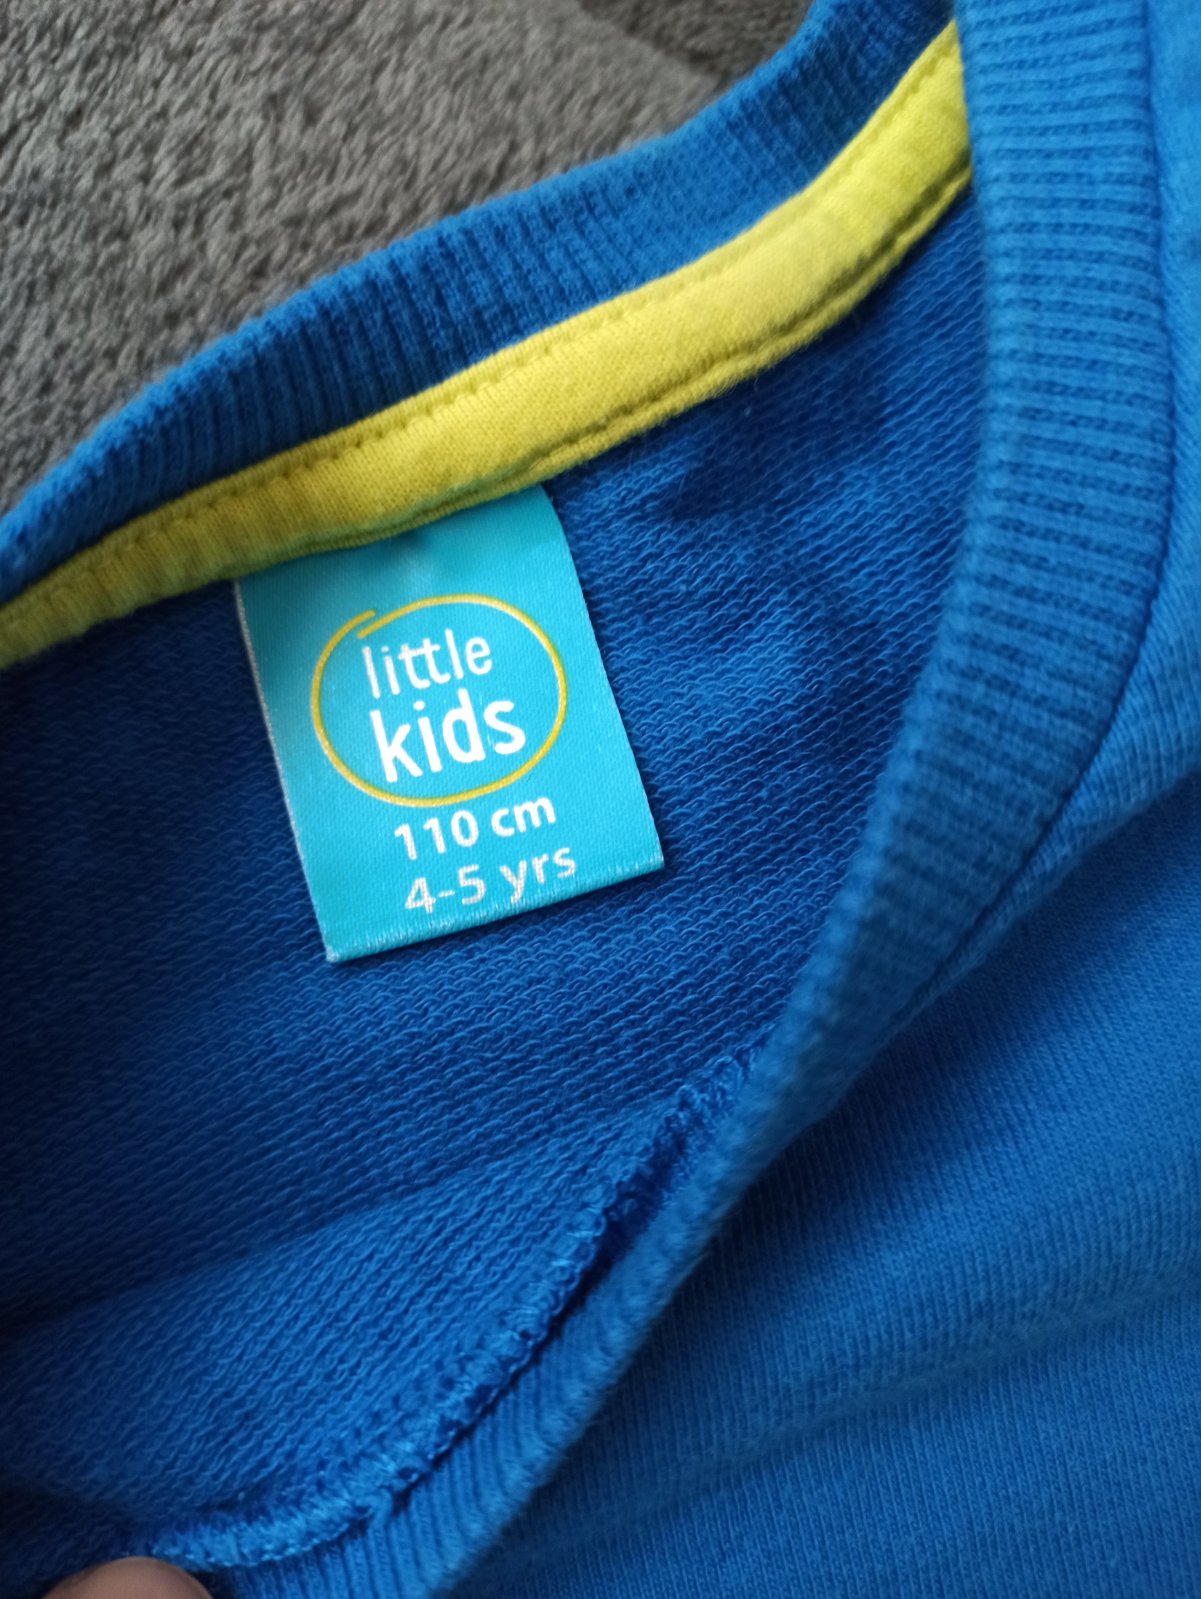 little
kids
110 cm
4-5 yrs